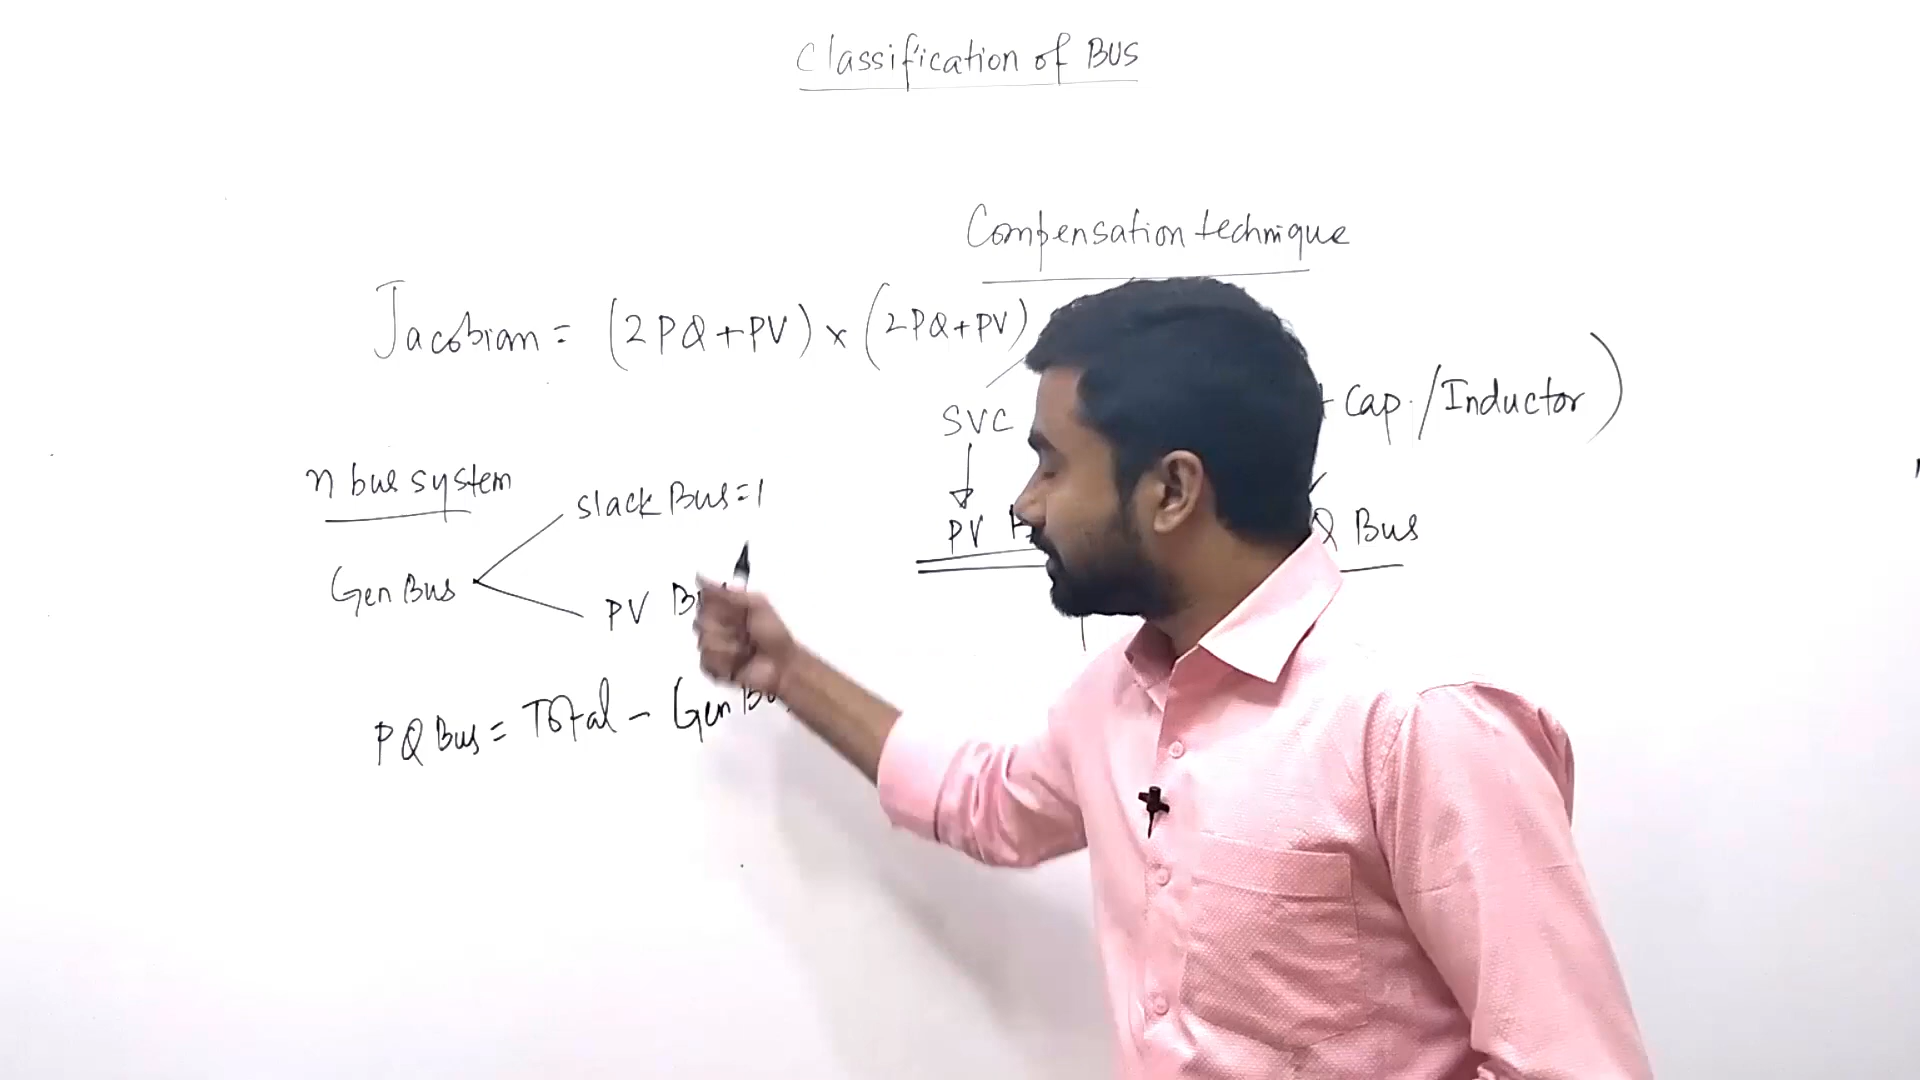 Classification of BUS
Compensation technique
Jacobian = (2PQ+PV) x (2PQ+PV)
SVC
Cap./Inductor)
n bus system
Slack Bus=1
PV
Q Bus
Gen Bus
PV
PQ Bus = Total - Gen